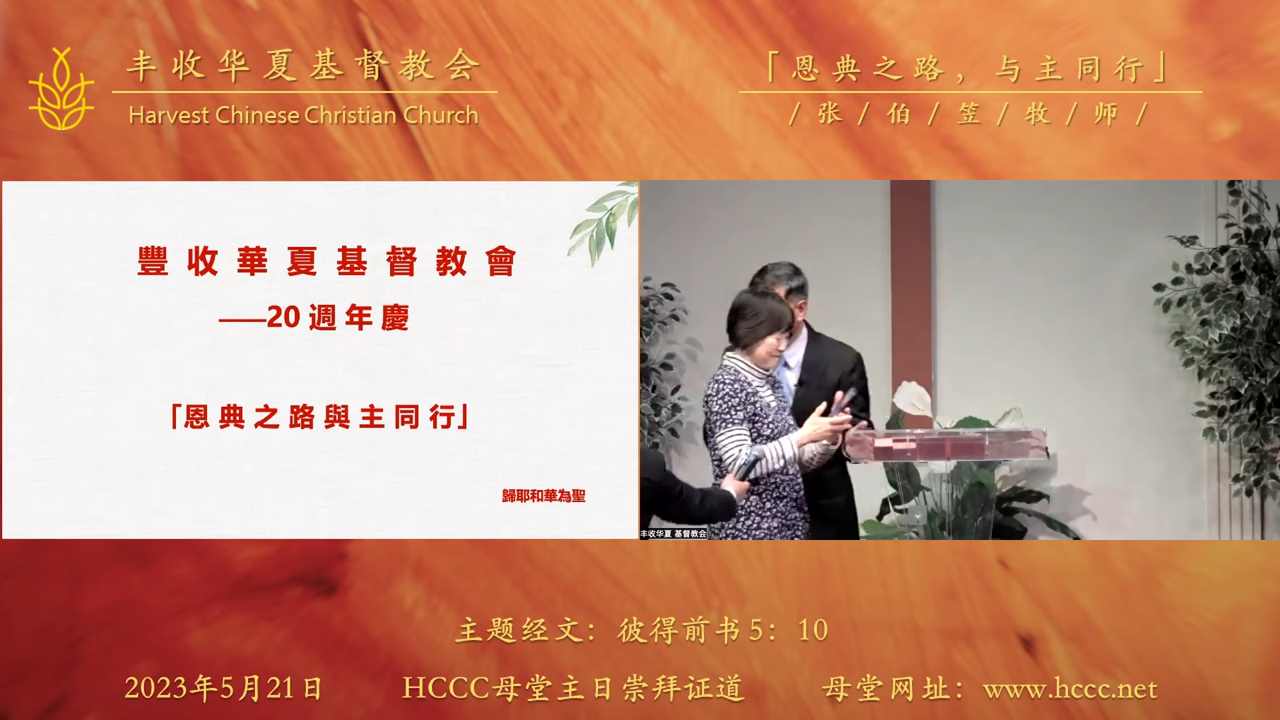 丰收华夏基督教会
Harvest Chinese Christian Church
「恩典之路，与主同行」
/ 张 / 伯 / 笠 / 牧 / 师 /
豐收華夏基督教會
——20週年慶
「恩典之路與主同行」
歸耶和華為聖
丰收华夏 基督教会
主题经文：彼得前书5：10
2023年5月21日 HCCC母堂主日崇拜证道 母堂网址：www.hccc.net